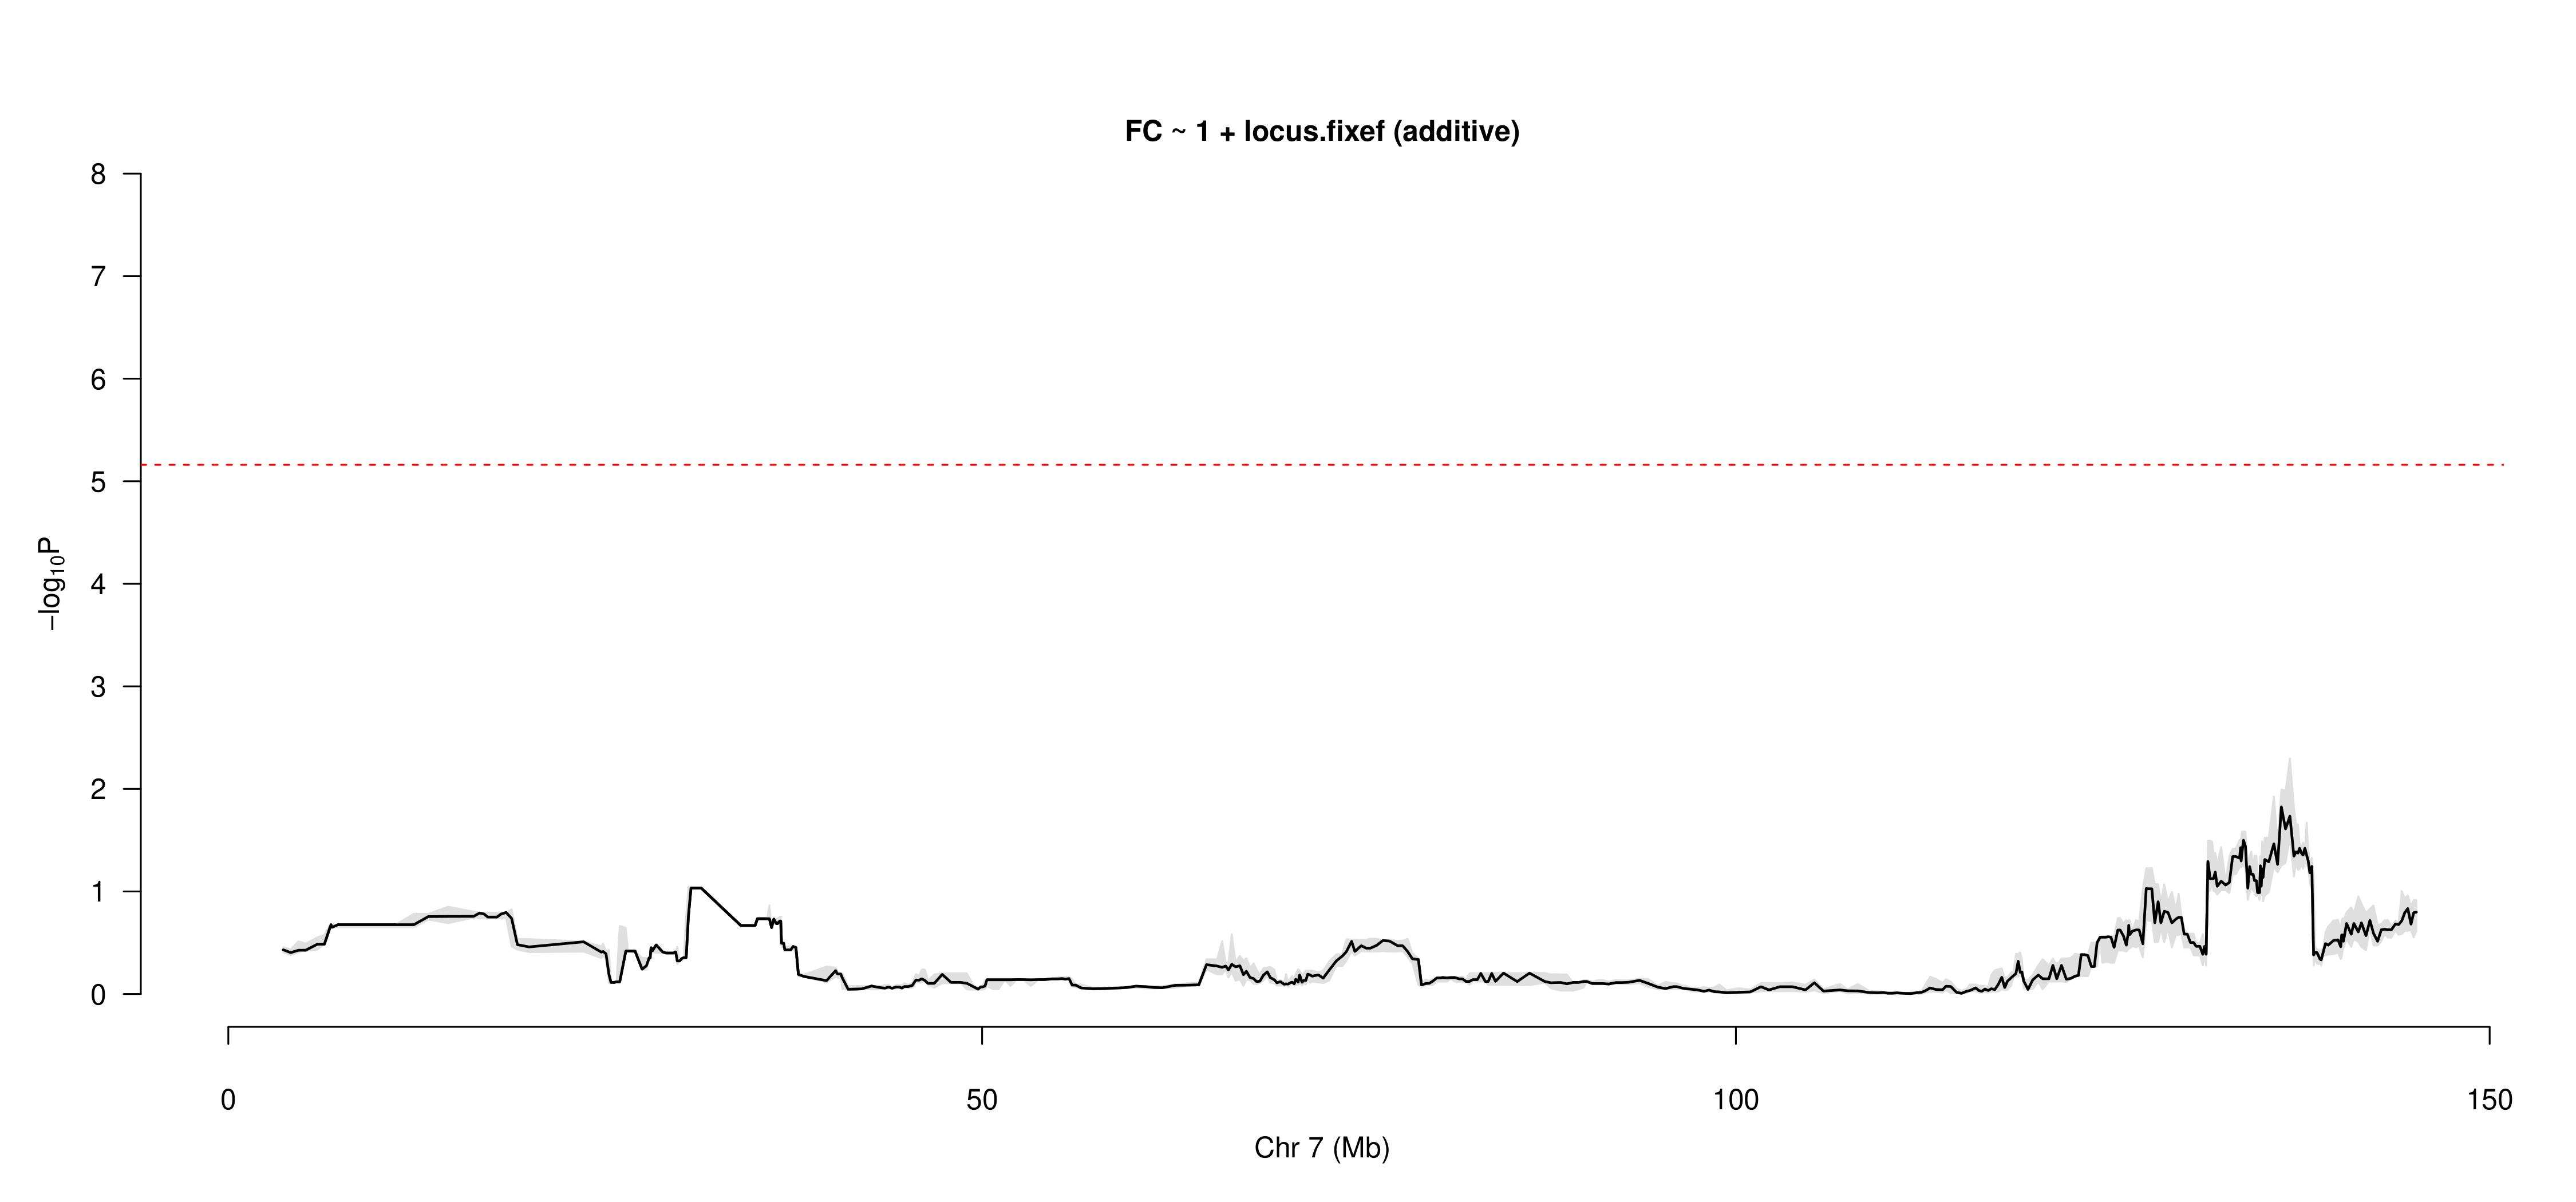 FC ~ 1 + locus.fixef (additive)
8
7
6
5
4
3
2
1
0
−log10P
0 50 100 150
Chr 7 (Mb)